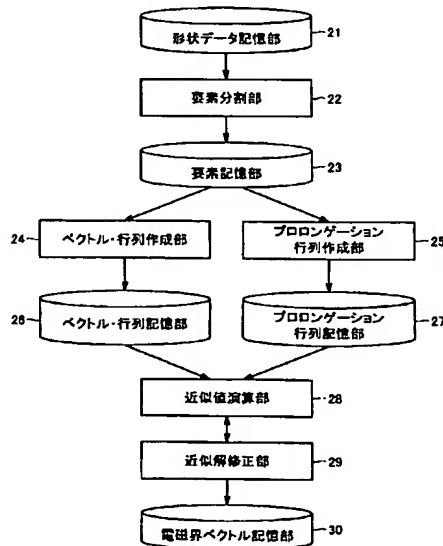 形状データ記憶部
21
要素分割部
22
要素記憶部
23
24
ベクトル・行列作成部
プロロンゲーション
行列作成部
25
26
ベクトル・行列記憶部
プロロンゲーション
行列記憶部
27
近似値演算部
28
近似解修正部
29
電磁界ベクトル記憶部
30